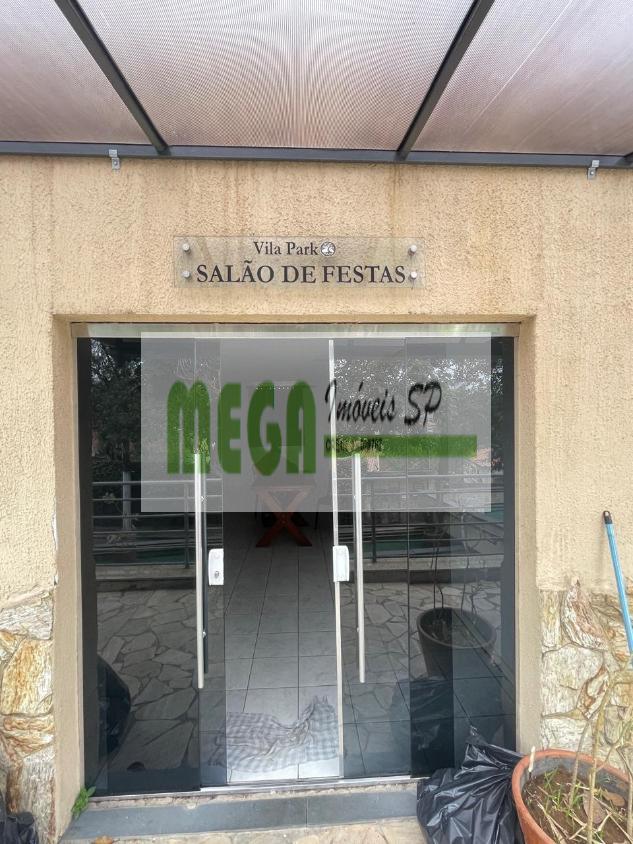 Vila Park
SALÃO DE FESTAS
MEGA Imóveis SP